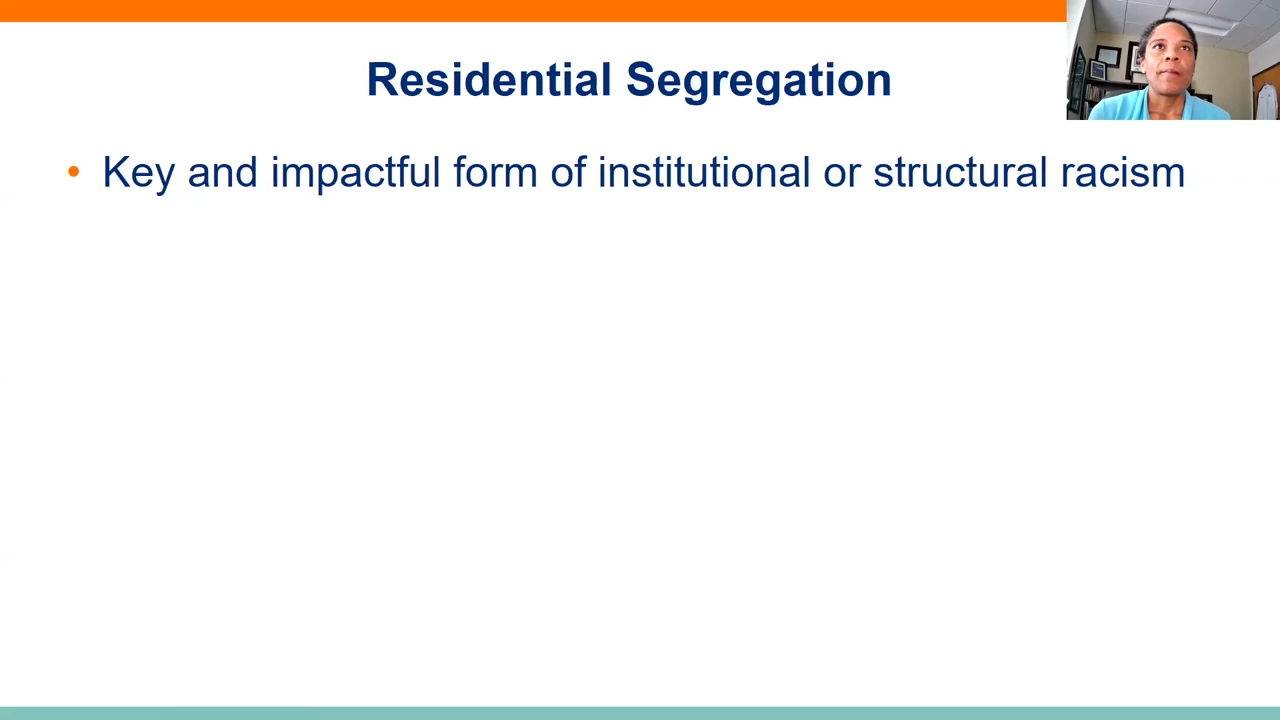 Residential Segregation
• Key and impactful form of institutional or structural racism